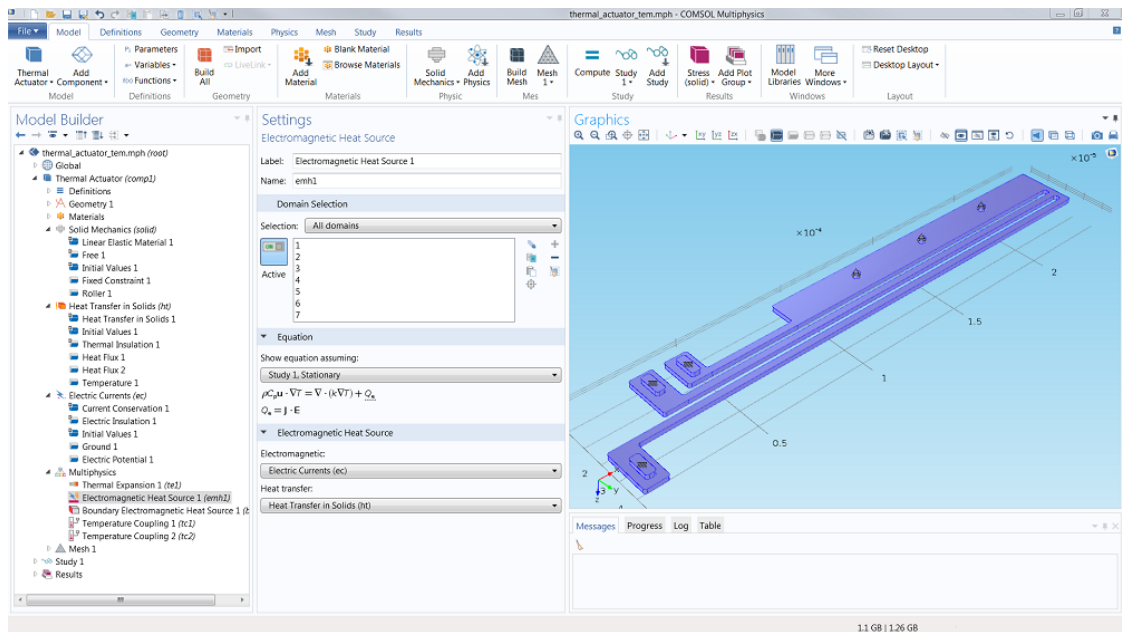 thermal_actuator_tem.mph - COMSOL Multiphysics
File Model Definitions Geometry Materials Physics Mesh Study Results
Thermal Actuator
Add Component
Model
Pi Parameters
a= Variables
f(x) Functions
Definitions
Build All
Import
LiveLink
Geometry
Add Material
Blank Material
Browse Materials
Materials
Solid Mechanics
Add Physics
Physic
Build Mesh
Mesh 1
Mes
Compute
Study 1
Add Study
Study
Stress (solid)
Add Plot Group
Results
Model Libraries
More Windows
Windows
Reset Desktop
Desktop Layout
Layout
Model Builder
thermal_actuator_tem.mph (root)
Global
Thermal Actuator (comp1)
Definitions
Geometry 1
Materials
Solid Mechanics (solid)
Linear Elastic Material 1
Free 1
Initial Values 1
Fixed Constraint 1
Roller 1
Heat Transfer in Solids (ht)
Heat Transfer in Solids 1
Initial Values 1
Thermal Insulation 1
Heat Flux 1
Heat Flux 2
Temperature 1
Electric Currents (ec)
Current Conservation 1
Electric Insulation 1
Initial Values 1
Ground 1
Electric Potential 1
Multiphysics
Thermal Expansion 1 (te1)
Electromagnetic Heat Source 1 (emh1)
Boundary Electromagnetic Heat Source 1 (b
Temperature Coupling 1 (tc1)
Temperature Coupling 2 (tc2)
Mesh 1
Study 1
Results
Settings
Electromagnetic Heat Source
Label: Electromagnetic Heat Source 1
Name: emh1
Domain Selection
Selection: All domains
Active
1
2
3
4
5
6
7
Equation
Show equation assuming:
Study 1, Stationary
ρCpu · ∇T = ∇ · (k∇T) + Qe
Qe = J · E
Electromagnetic Heat Source
Electromagnetic:
Electric Currents (ec)
Heat transfer:
Heat Transfer in Solids (ht)
Graphics
xy yz zx
×10⁻⁵
×10⁻⁴
2
1.5
1
0.5
2
3
4
x
y
z
Messages Progress Log Table
1.1 GB | 1.26 GB